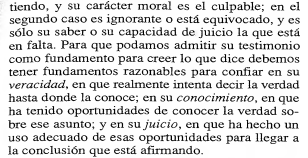 tiendo, y su carácter moral es el culpable; en el
segundo caso es ignorante o está equivocado, y es
sólo su saber o su capacidad de juicio la que está
en falta. Para que podamos admitir su testimonio
como fundamento para creer lo que dice debemos
tener fundamentos razonables para confiar en su
veracidad, en que realmente intenta decir la verdad
hasta donde la conoce; en su conocimiento, en que
ha tenido oportunidades de conocer la verdad so-
bre ese asunto; y en su juicio, en que ha hecho un
uso adecuado de esas oportunidades para llegar a
la conclusión que está afirmando.